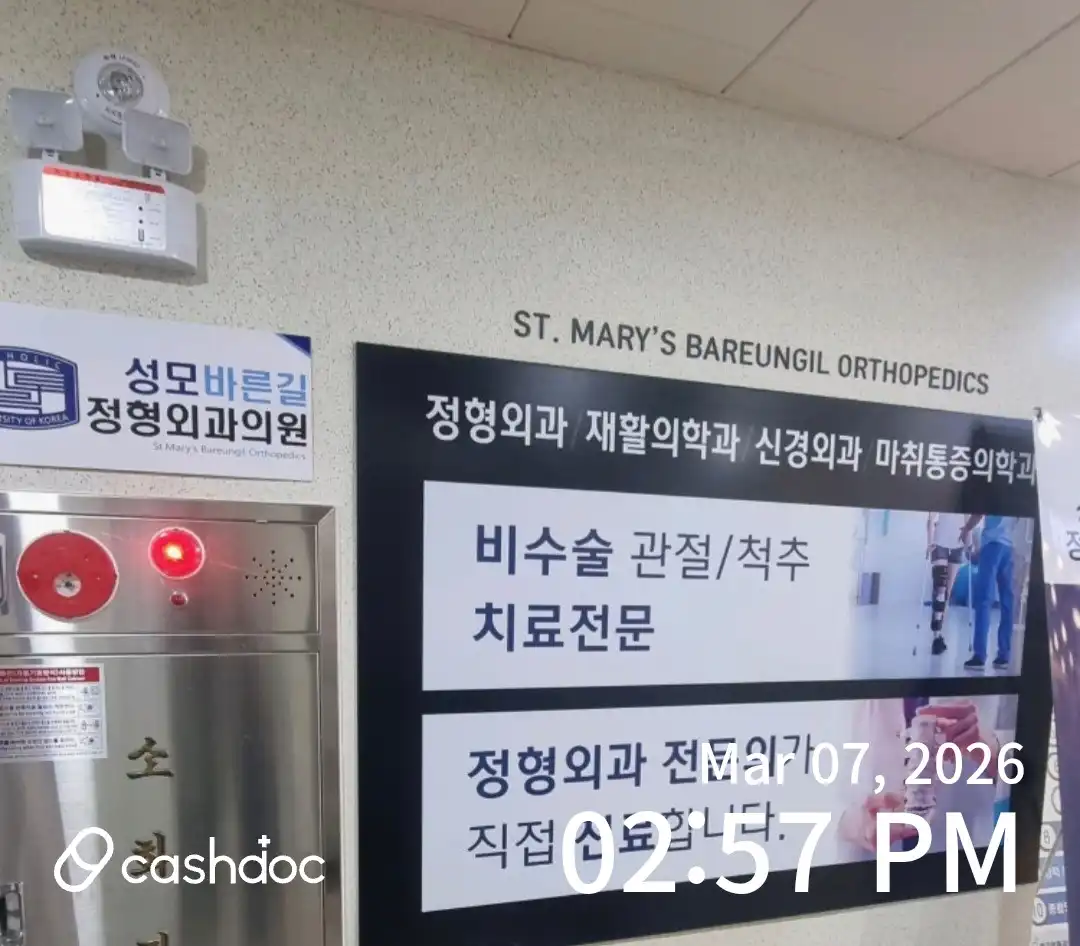 ST. MARY'S BAREUNGIL ORTHOPEDICS
성모바른길
정형외과의원
St.Mary's Bareungil Orthopedics
정형외과 / 재활의학과 / 신경외과 / 마취통증의학과
비수술 관절/척추
치료전문
정형외과 전문의가
직접 진료합니다.
소
화
전
Mar 07, 2026
02:57 PM
cashdoc